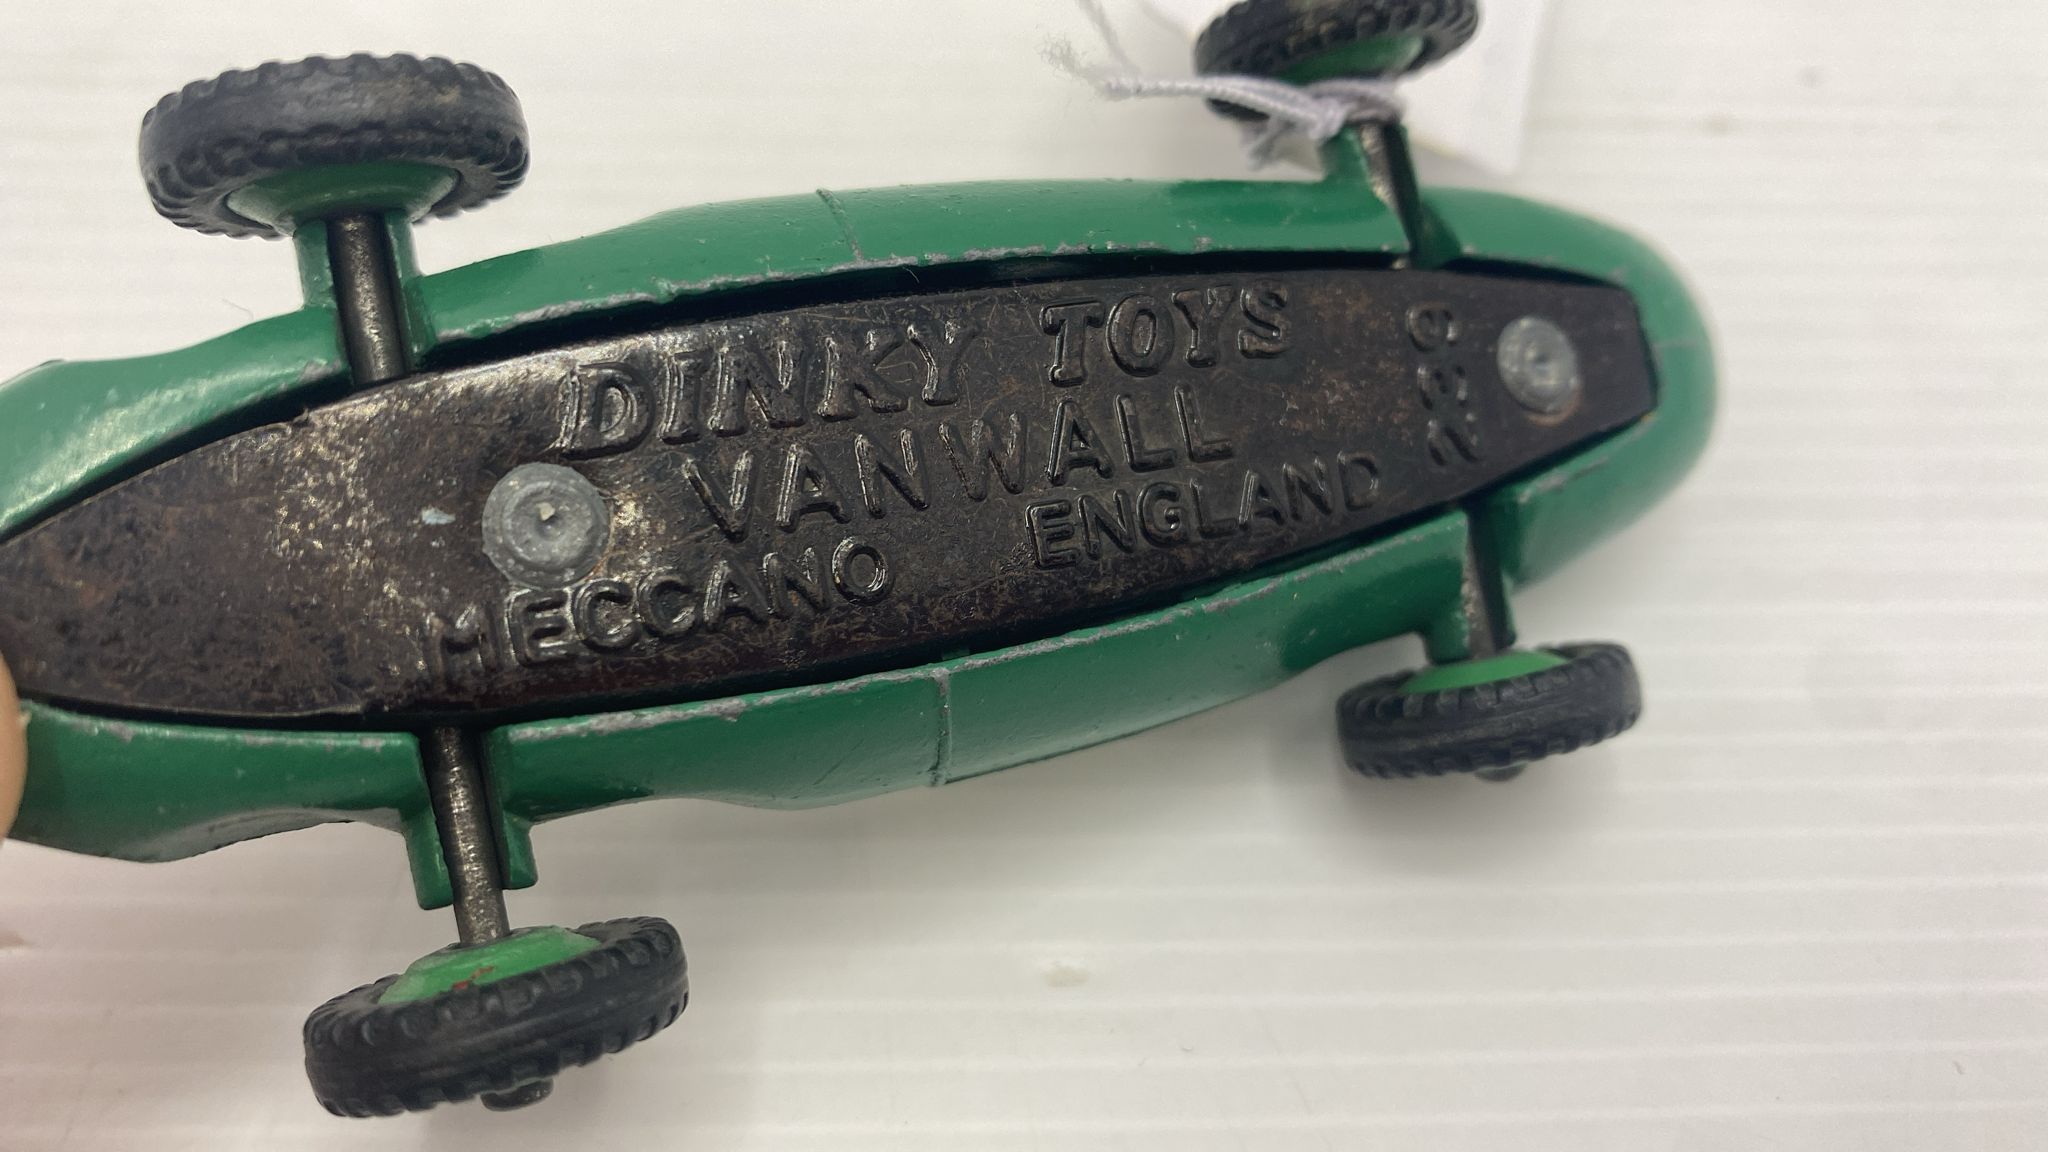 DINKY TOYS
VANWALL
MECCANO ENGLAND
239